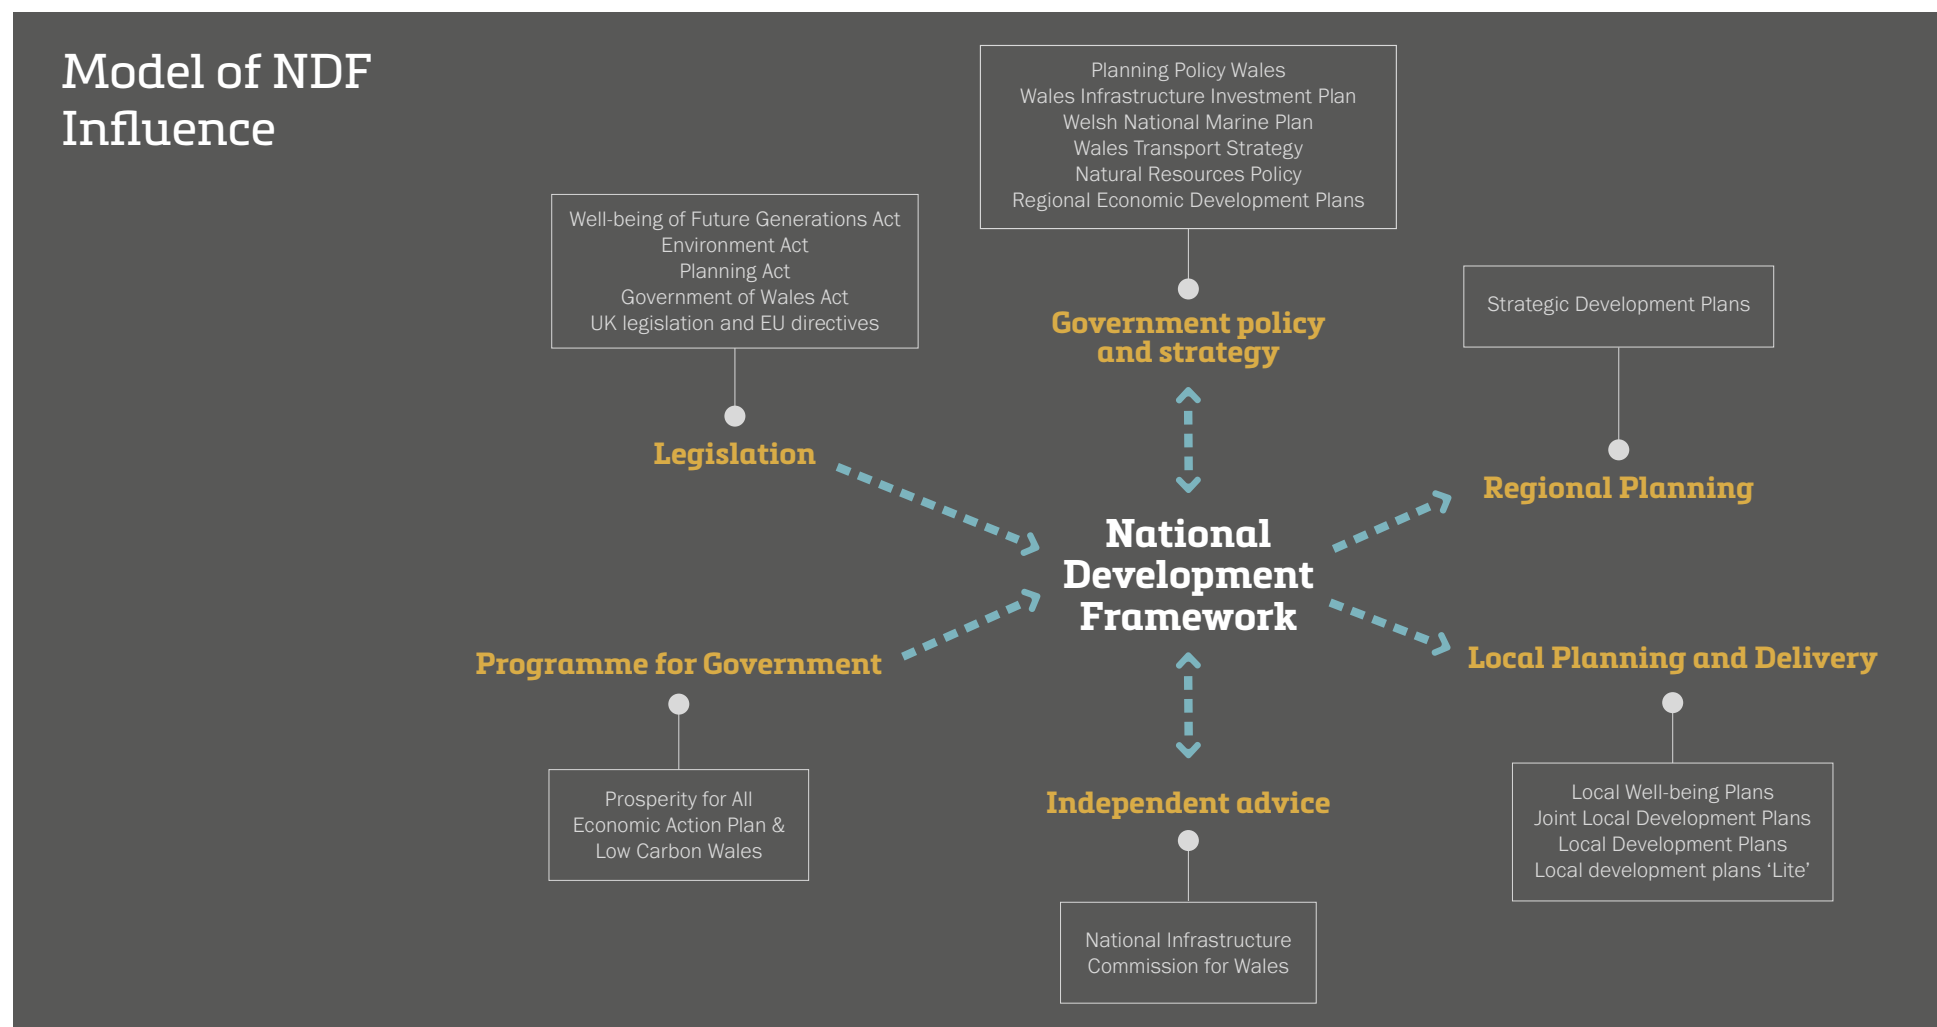 Model of NDF
Influence
Planning Policy Wales
Wales Infrastructure Investment Plan
Welsh National Marine Plan
Wales Transport Strategy
Natural Resources Policy
Regional Economic Development Plans
Government policy
and strategy
Well-being of Future Generations Act
Environment Act
Planning Act
Government of Wales Act
UK legislation and EU directives
Legislation
Strategic Development Plans
Regional Planning
National
Development
Framework
Programme for Government
Prosperity for All
Economic Action Plan &
Low Carbon Wales
Independent advice
National Infrastructure
Commission for Wales
Local Planning and Delivery
Local Well-being Plans
Joint Local Development Plans
Local Development Plans
Local development plans ‘Lite’